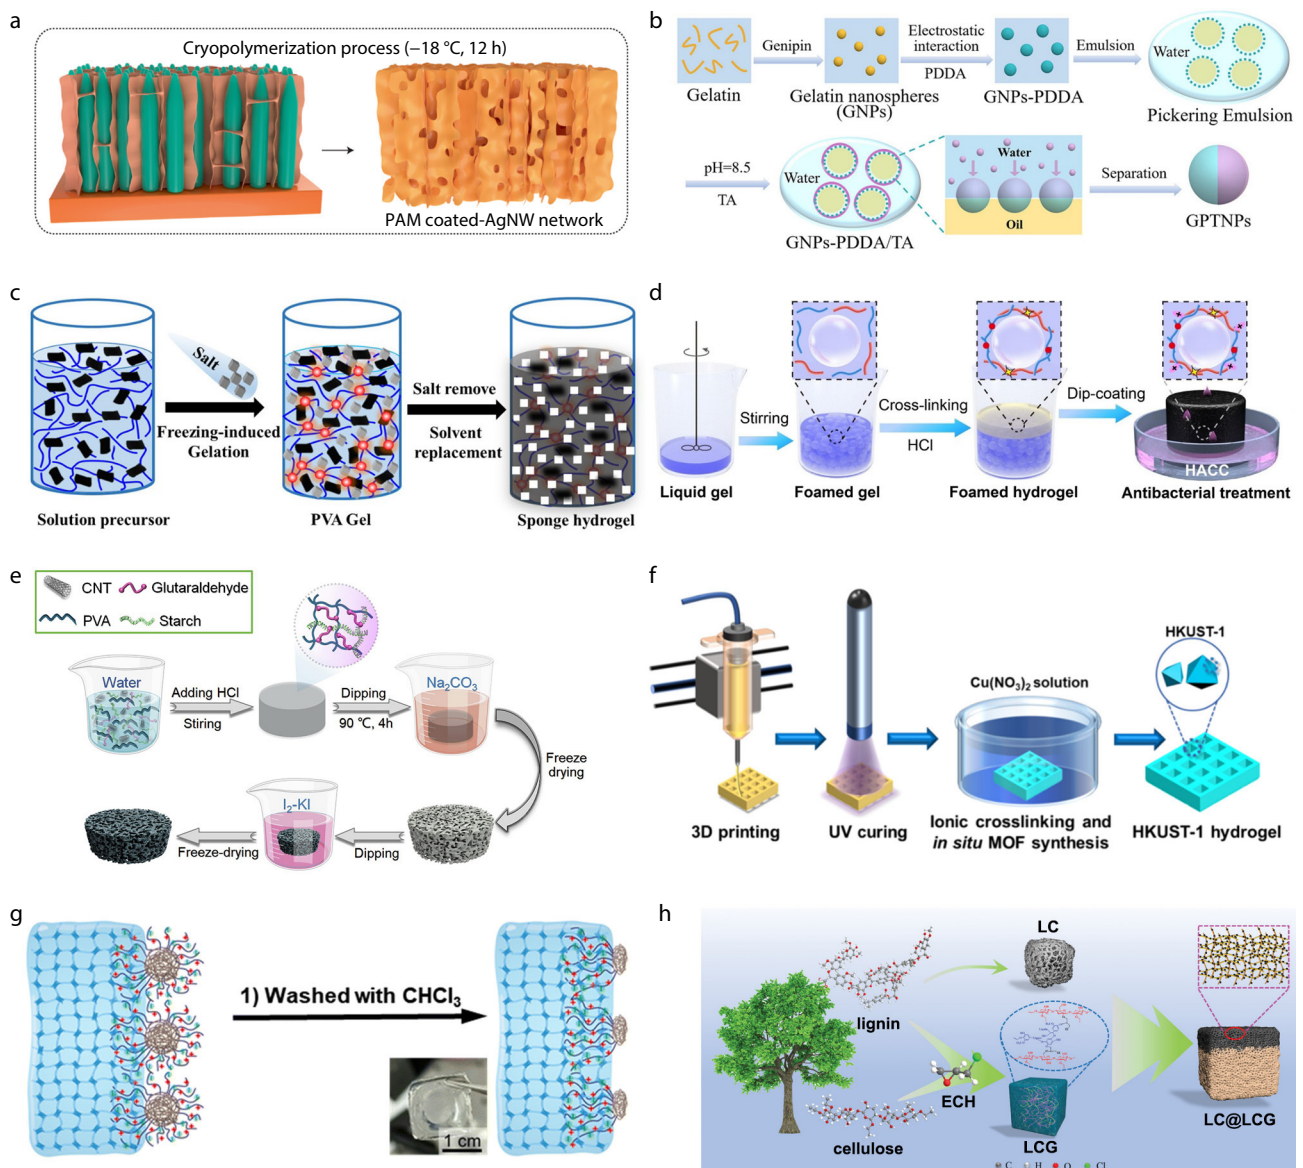 a
Cryopolymerization process (−18 °C, 12 h)
PAM coated-AgNW network
b
Gelatin
Genipin
Gelatin nanospheres
(GNPs)
Electrostatic
interaction
PDDA
GNPs-PDDA
Emulsion
Water
Pickering Emulsion
pH=8.5
TA
Water
GNPs-PDDA/TA
Water
Oil
Separation
GPTNPs
c
Solution precursor
Salt
Freezing-induced
Gelation
PVA Gel
Salt remove
Solvent
replacement
Sponge hydrogel
d
Liquid gel
Stirring
Foamed gel
Cross-linking
HCl
Foamed hydrogel
Dip-coating
HACC
Antibacterial treatment
e
CNT
Glutaraldehyde
PVA
Starch
Water
Adding HCl
Stiring
Dipping
90 ℃, 4h
Na₂CO₃
Freeze
drying
Dipping
I₂-KI
Freeze-drying
f
3D printing
UV curing
Cu(NO₃)₂ solution
Ionic crosslinking and
in situ MOF synthesis
HKUST-1
HKUST-1 hydrogel
g
1) Washed with CHCl₃
1 cm
h
lignin
cellulose
ECH
LC
LCG
LC@LCG
C H O Cl